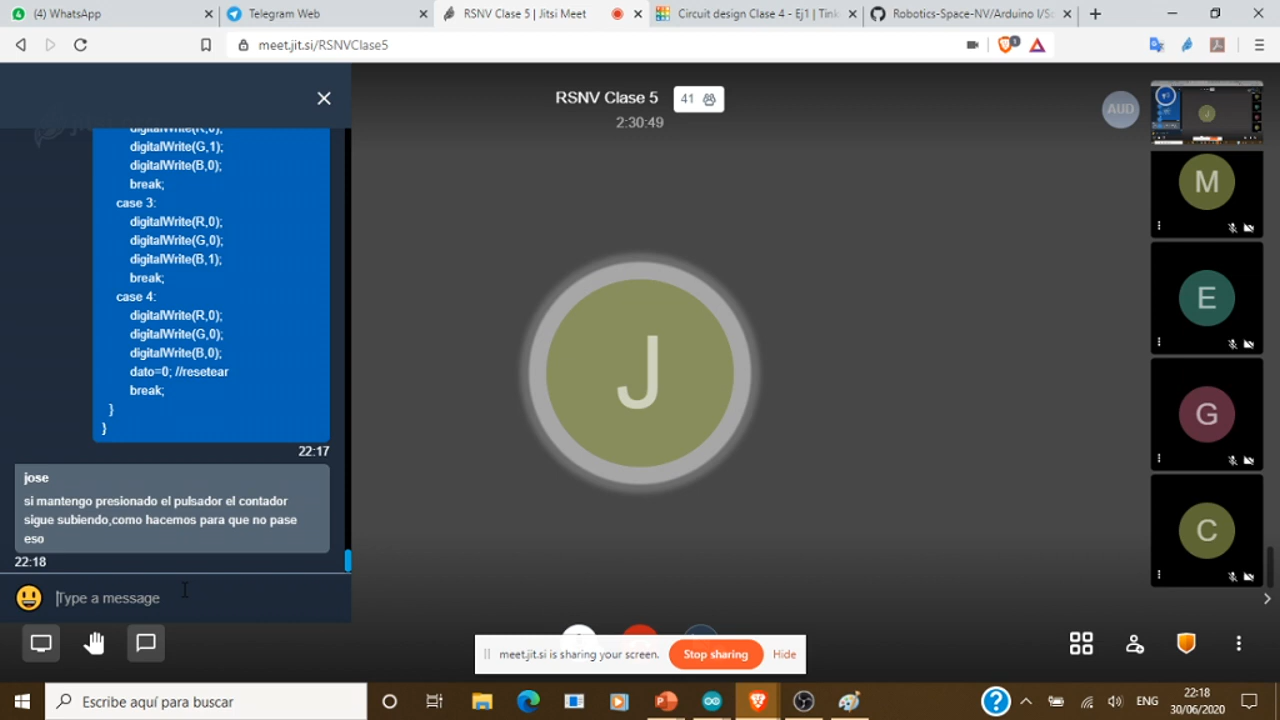 (4) WhatsApp
Telegram Web
RSNV Clase 5 | Jitsi Meet
Circuit design Clase 4 - Ej1 | Tink
Robotics-Space-NV/Arduino I/So
meet.jit.si/RSNVClase5
1
digitalWrite(R,0);
digitalWrite(G,1);
digitalWrite(B,0);
break;
case 3:
digitalWrite(R,0);
digitalWrite(G,0);
digitalWrite(B,1);
break;
case 4:
digitalWrite(R,0);
digitalWrite(G,0);
digitalWrite(B,0);
dato=0; //resetear
break;
}
}
22:17
jose
si mantengo presionado el pulsador el contador
sigue subiendo,como hacemos para que no pase
eso
22:18
Type a message
RSNV Clase 5
41
2:30:49
J
AUD
J
M
E
G
C
meet.jit.si is sharing your screen.
Stop sharing
Hide
Escribe aquí para buscar
ENG
22:18
30/06/2020